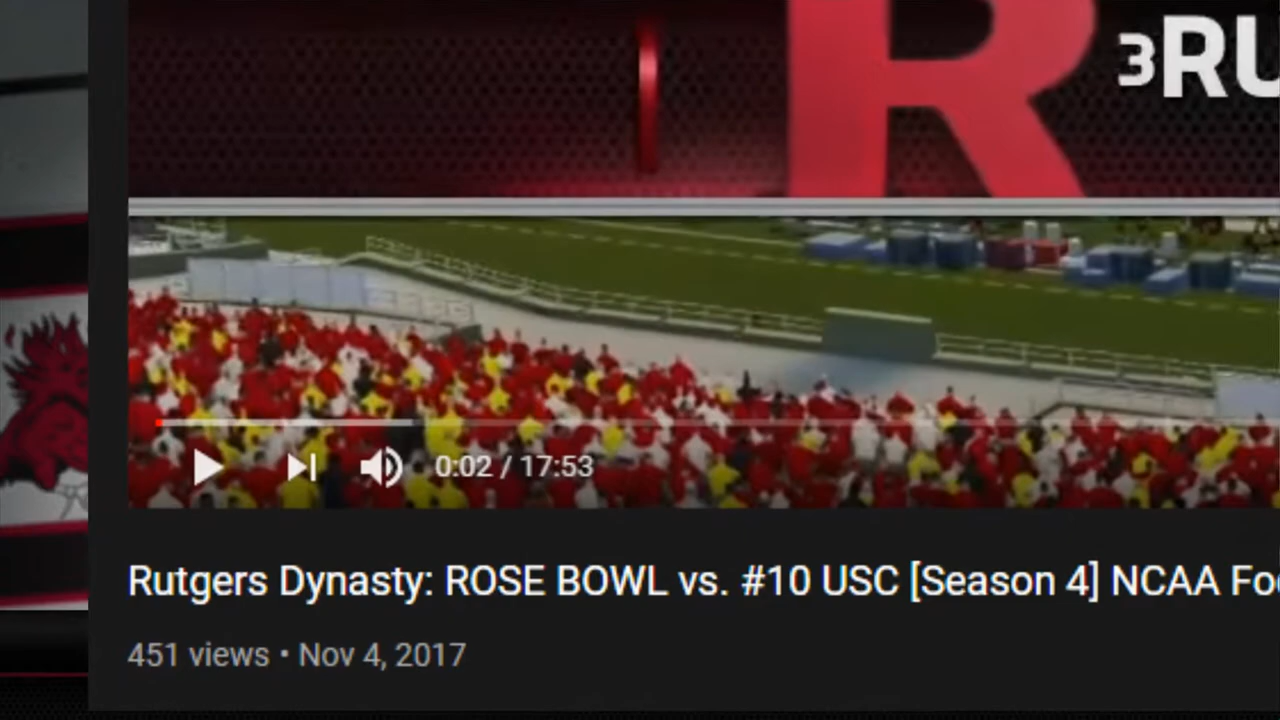 R
3RU
0:02 / 17:53
Rutgers Dynasty: ROSE BOWL vs. #10 USC [Season 4] NCAA Fo
451 views • Nov 4, 2017